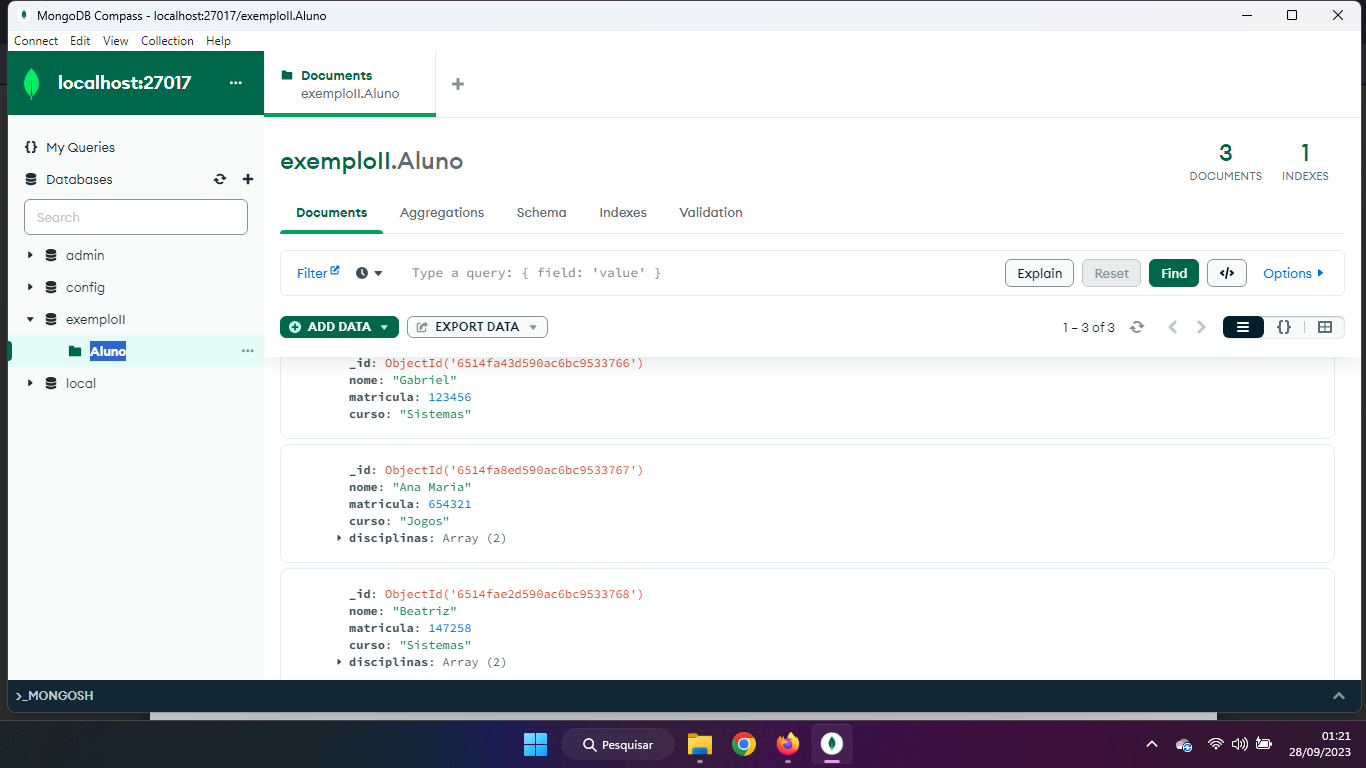 MongoDB Compass - localhost:27017/exemploII.Aluno
Connect Edit View Collection Help
localhost:27017 ...
Documents
exemploII.Aluno
+
{} My Queries
Databases
Search
admin
config
exemploII
Aluno ...
local
exemploII.Aluno
3
DOCUMENTS
1
INDEXES
Documents Aggregations Schema Indexes Validation
Filter Type a query: { field: 'value' } Explain Reset Find </> Options
ADD DATA EXPORT DATA 1 – 3 of 3 {}
_id: ObjectId('6514fa43d590ac6bc9533766')
nome: "Gabriel"
matricula: 123456
curso: "Sistemas"
_id: ObjectId('6514fa8ed590ac6bc9533767')
nome: "Ana Maria"
matricula: 654321
curso: "Jogos"
disciplinas: Array (2)
_id: ObjectId('6514fae2d590ac6bc9533768')
nome: "Beatriz"
matricula: 147258
curso: "Sistemas"
disciplinas: Array (2)
>_MONGOSH
Pesquisar
01:21
28/09/2023